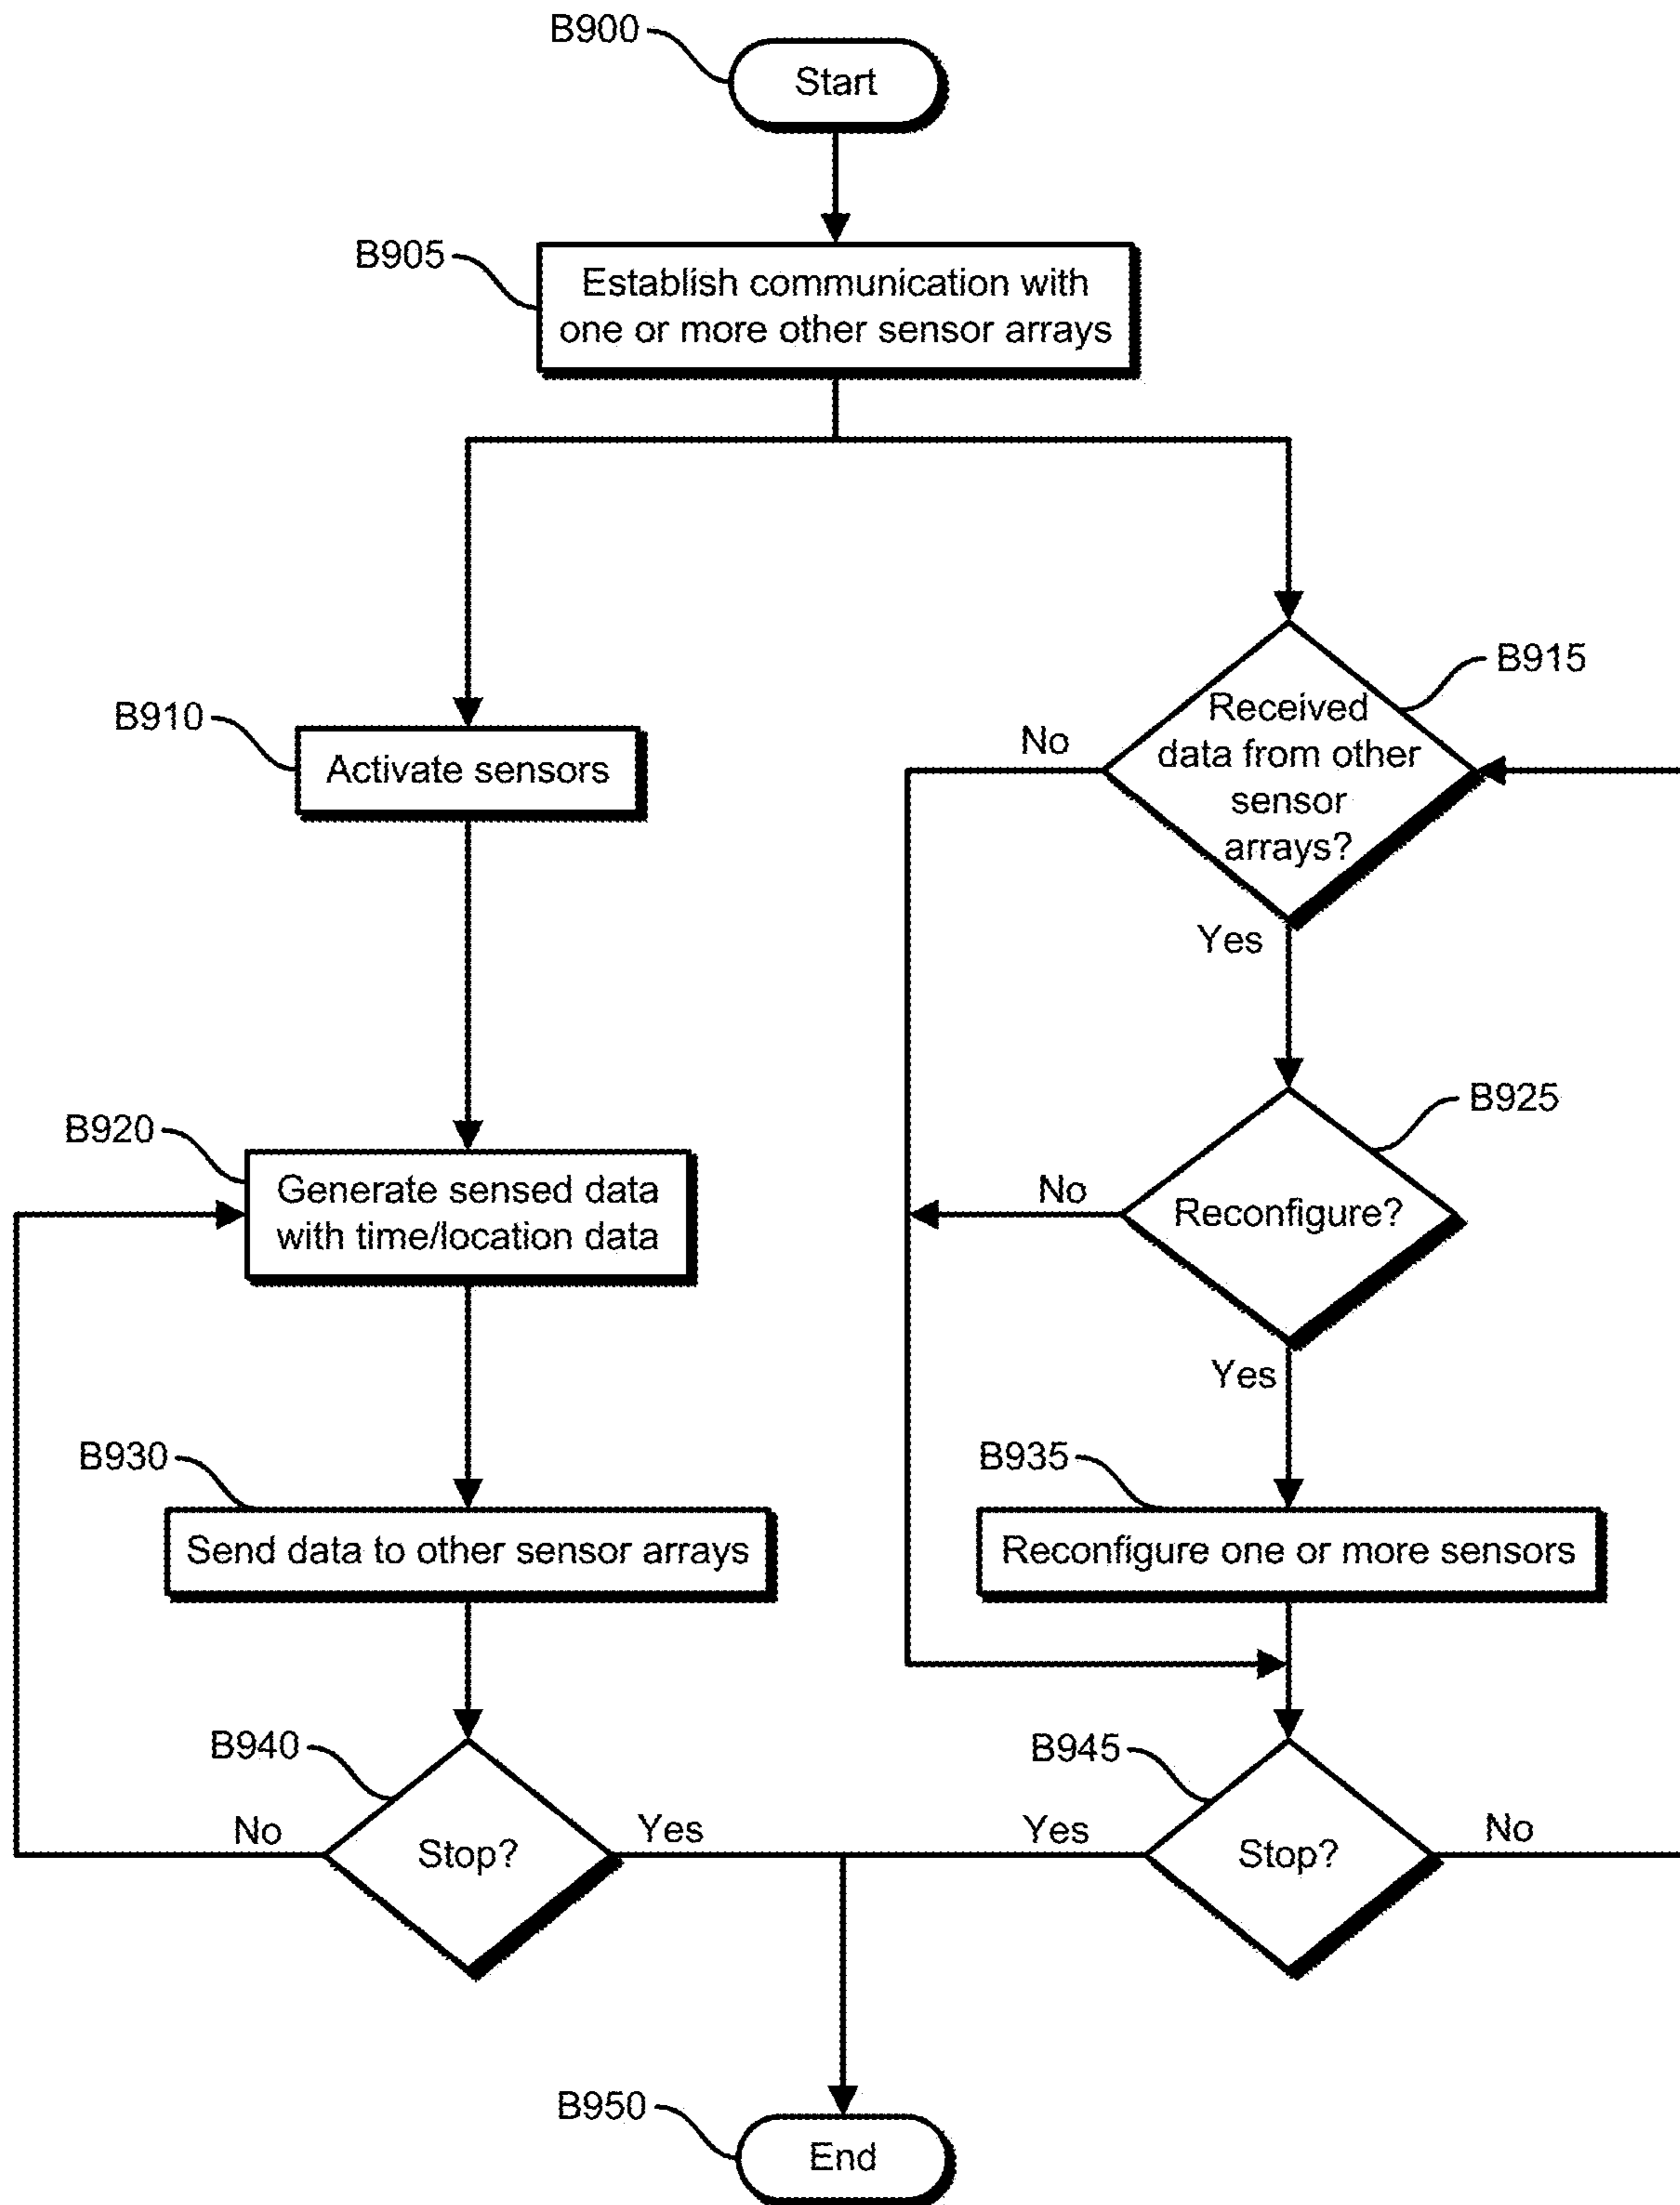 B900
Start
B905
Establish communication with
one or more other sensor arrays
B910
Activate sensors
B915
Received
data from other
sensor
arrays?
No
Yes
B920
Generate sensed data
with time/location data
B925
Reconfigure?
No
Yes
B930
Send data to other sensor arrays
B935
Reconfigure one or more sensors
B940
Stop?
No
Yes
B945
Stop?
Yes
No
B950
End